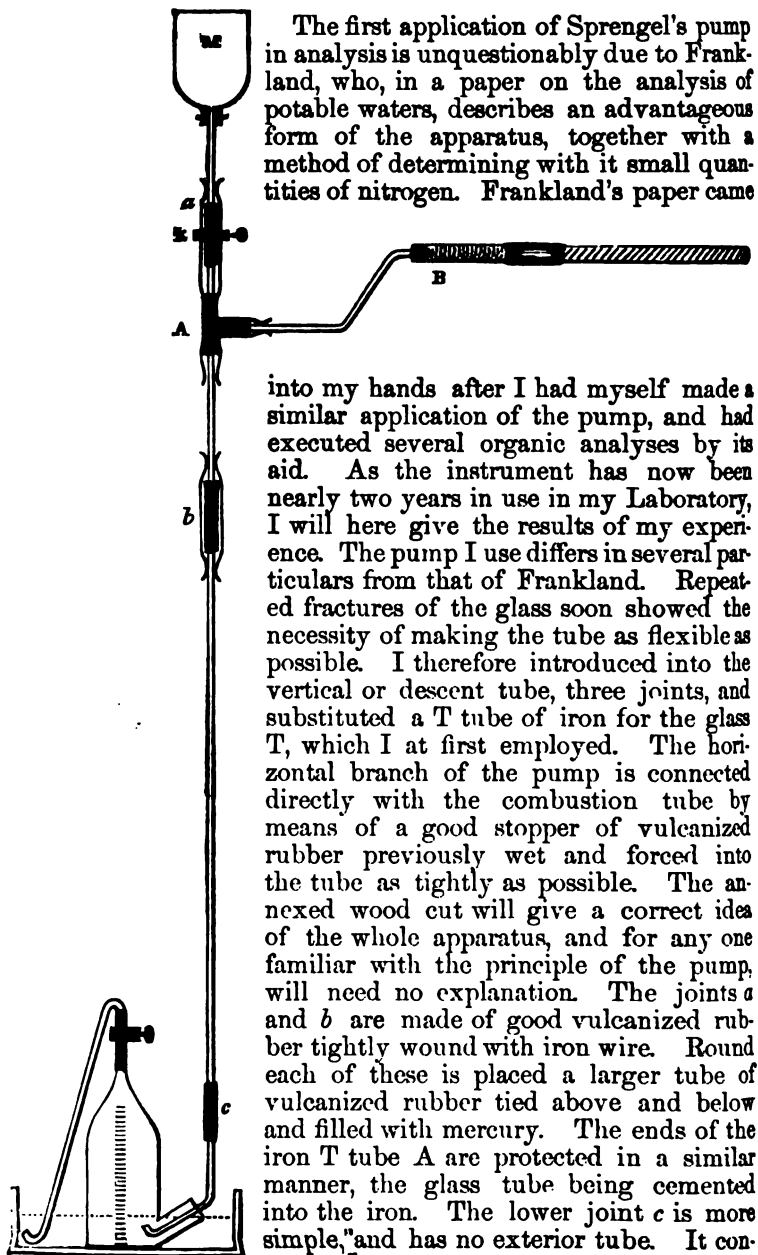 M
The first application of Sprengel's pump
in analysis is unquestionably due to Frank-
land, who, in a paper on the analysis of
potable waters, describes an advantageous
form of the apparatus, together with a
method of determining with it small quan-
tities of nitrogen. Frankland's paper came
a
k
B
A
into my hands after I had myself made a
similar application of the pump, and had
executed several organic analyses by its
aid. As the instrument has now been
nearly two years in use in my Laboratory,
I will here give the results of my experi-
ence. The pump I use differs in several par-
ticulars from that of Frankland. Repeat-
ed fractures of the glass soon showed the
necessity of making the tube as flexible as
possible. I therefore introduced into the
vertical or descent tube, three joints, and
substituted a T tube of iron for the glass
T, which I at first employed. The hori-
zontal branch of the pump is connected
directly with the combustion tube by
means of a good stopper of vulcanized
rubber previously wet and forced into
the tube as tightly as possible. The an-
nexed wood cut will give a correct idea
of the whole apparatus, and for any one
familiar with the principle of the pump,
will need no explanation. The joints a
and b are made of good vulcanized rub-
ber tightly wound with iron wire. Round
each of these is placed a larger tube of
vulcanized rubber tied above and below
and filled with mercury. The ends of the
iron T tube A are protected in a similar
manner, the glass tube being cemented
into the iron. The lower joint c is more
simple, and has no exterior tube. It con-
b
c